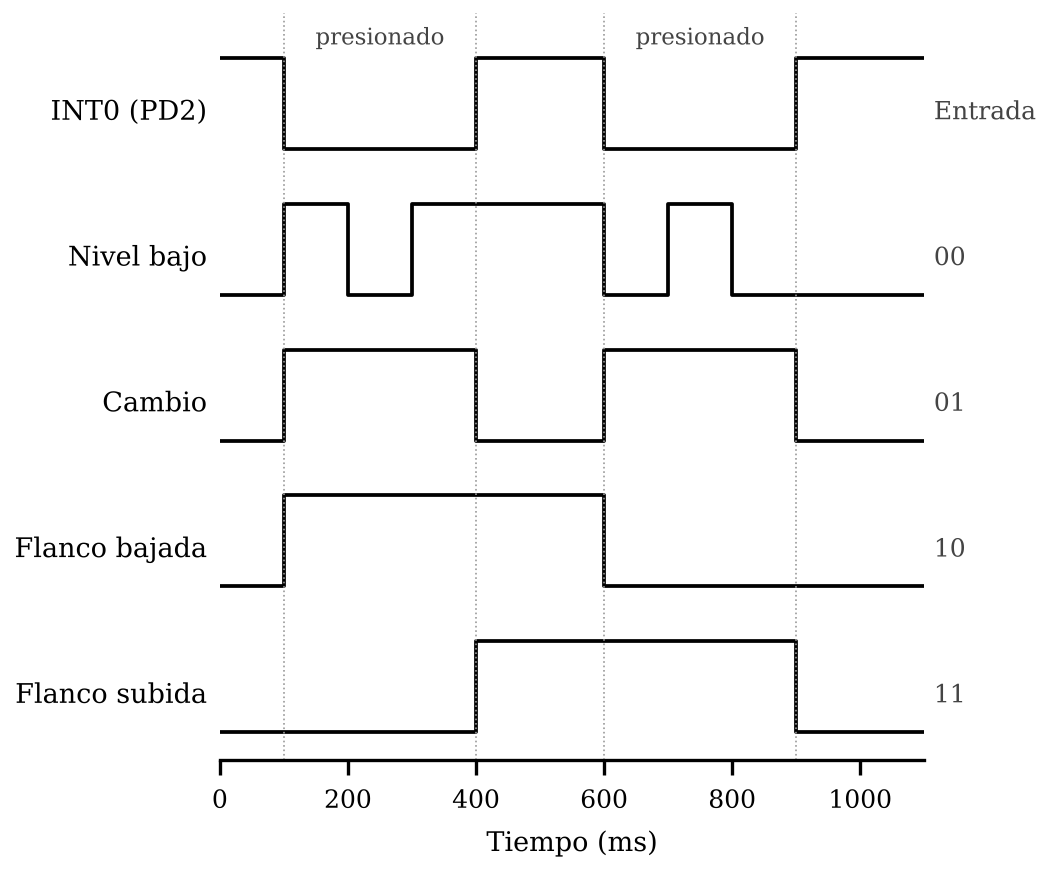 presionado presionado
INT0 (PD2) Entrada
Nivel bajo 00
Cambio 01
Flanco bajada 10
Flanco subida 11
0 200 400 600 800 1000
Tiempo (ms)